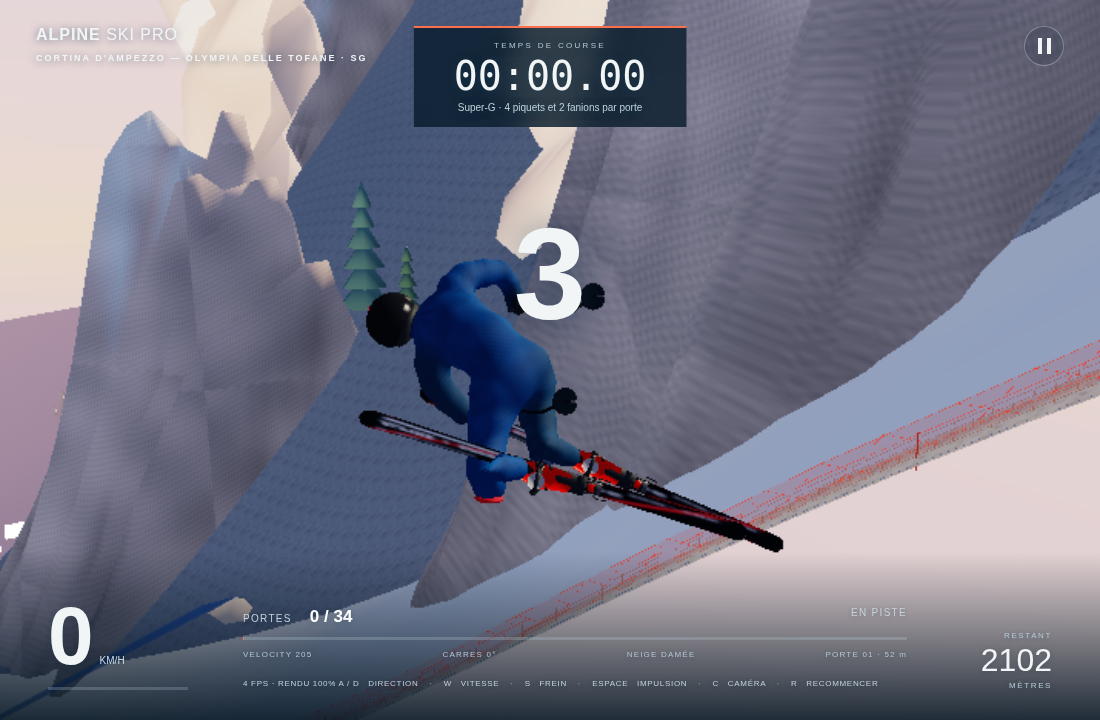 ALPINE SKI PRO
CORTINA D'AMPEZZO — OLYMPIA DELLE TOFANE · SG
TEMPS DE COURSE
00:00.00
Super-G · 4 piquets et 2 fanions par porte
3
0 KM/H
PORTES 0 / 34
EN PISTE
VELOCITY 205 CARRES 0° NEIGE DAMÉE PORTE 01 · 52 m
4 FPS · RENDU 100% A / D DIRECTION · W VITESSE · S FREIN · ESPACE IMPULSION · C CAMÉRA · R RECOMMENCER
RESTANT
2102
MÈTRES